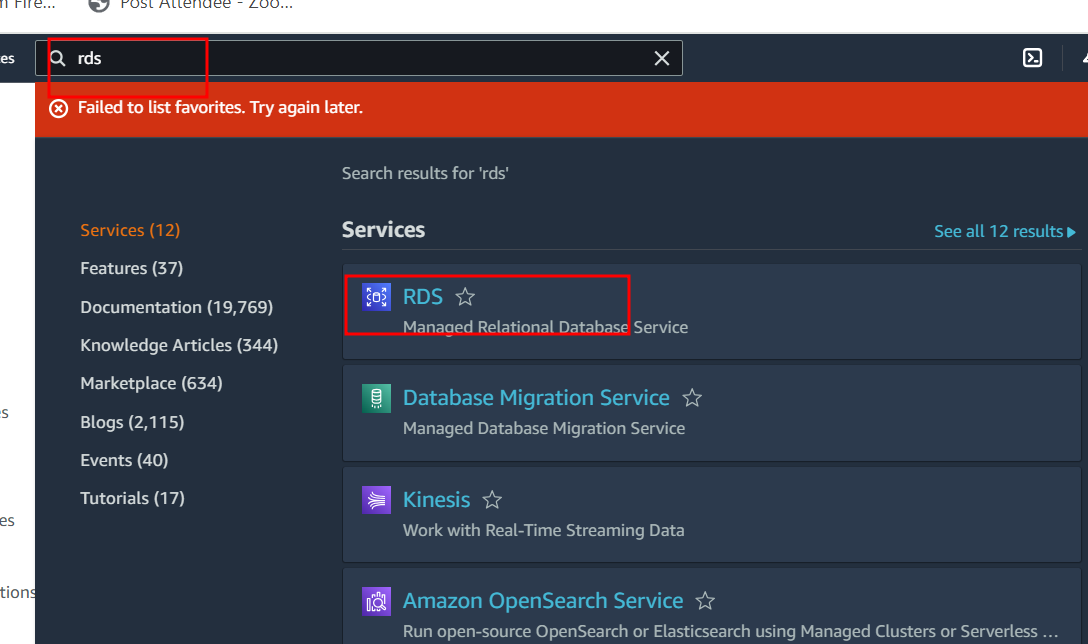 Fire...
Post Attendee - Zoo...
rds
Failed to list favorites. Try again later.
Search results for 'rds'
Services (12)
Features (37)
Documentation (19,769)
Knowledge Articles (344)
Marketplace (634)
Blogs (2,115)
Events (40)
Tutorials (17)
Services
See all 12 results
RDS
Managed Relational Database Service
Database Migration Service
Managed Database Migration Service
Kinesis
Work with Real-Time Streaming Data
Amazon OpenSearch Service
Run open-source OpenSearch or Elasticsearch using Managed Clusters or Serverless ...